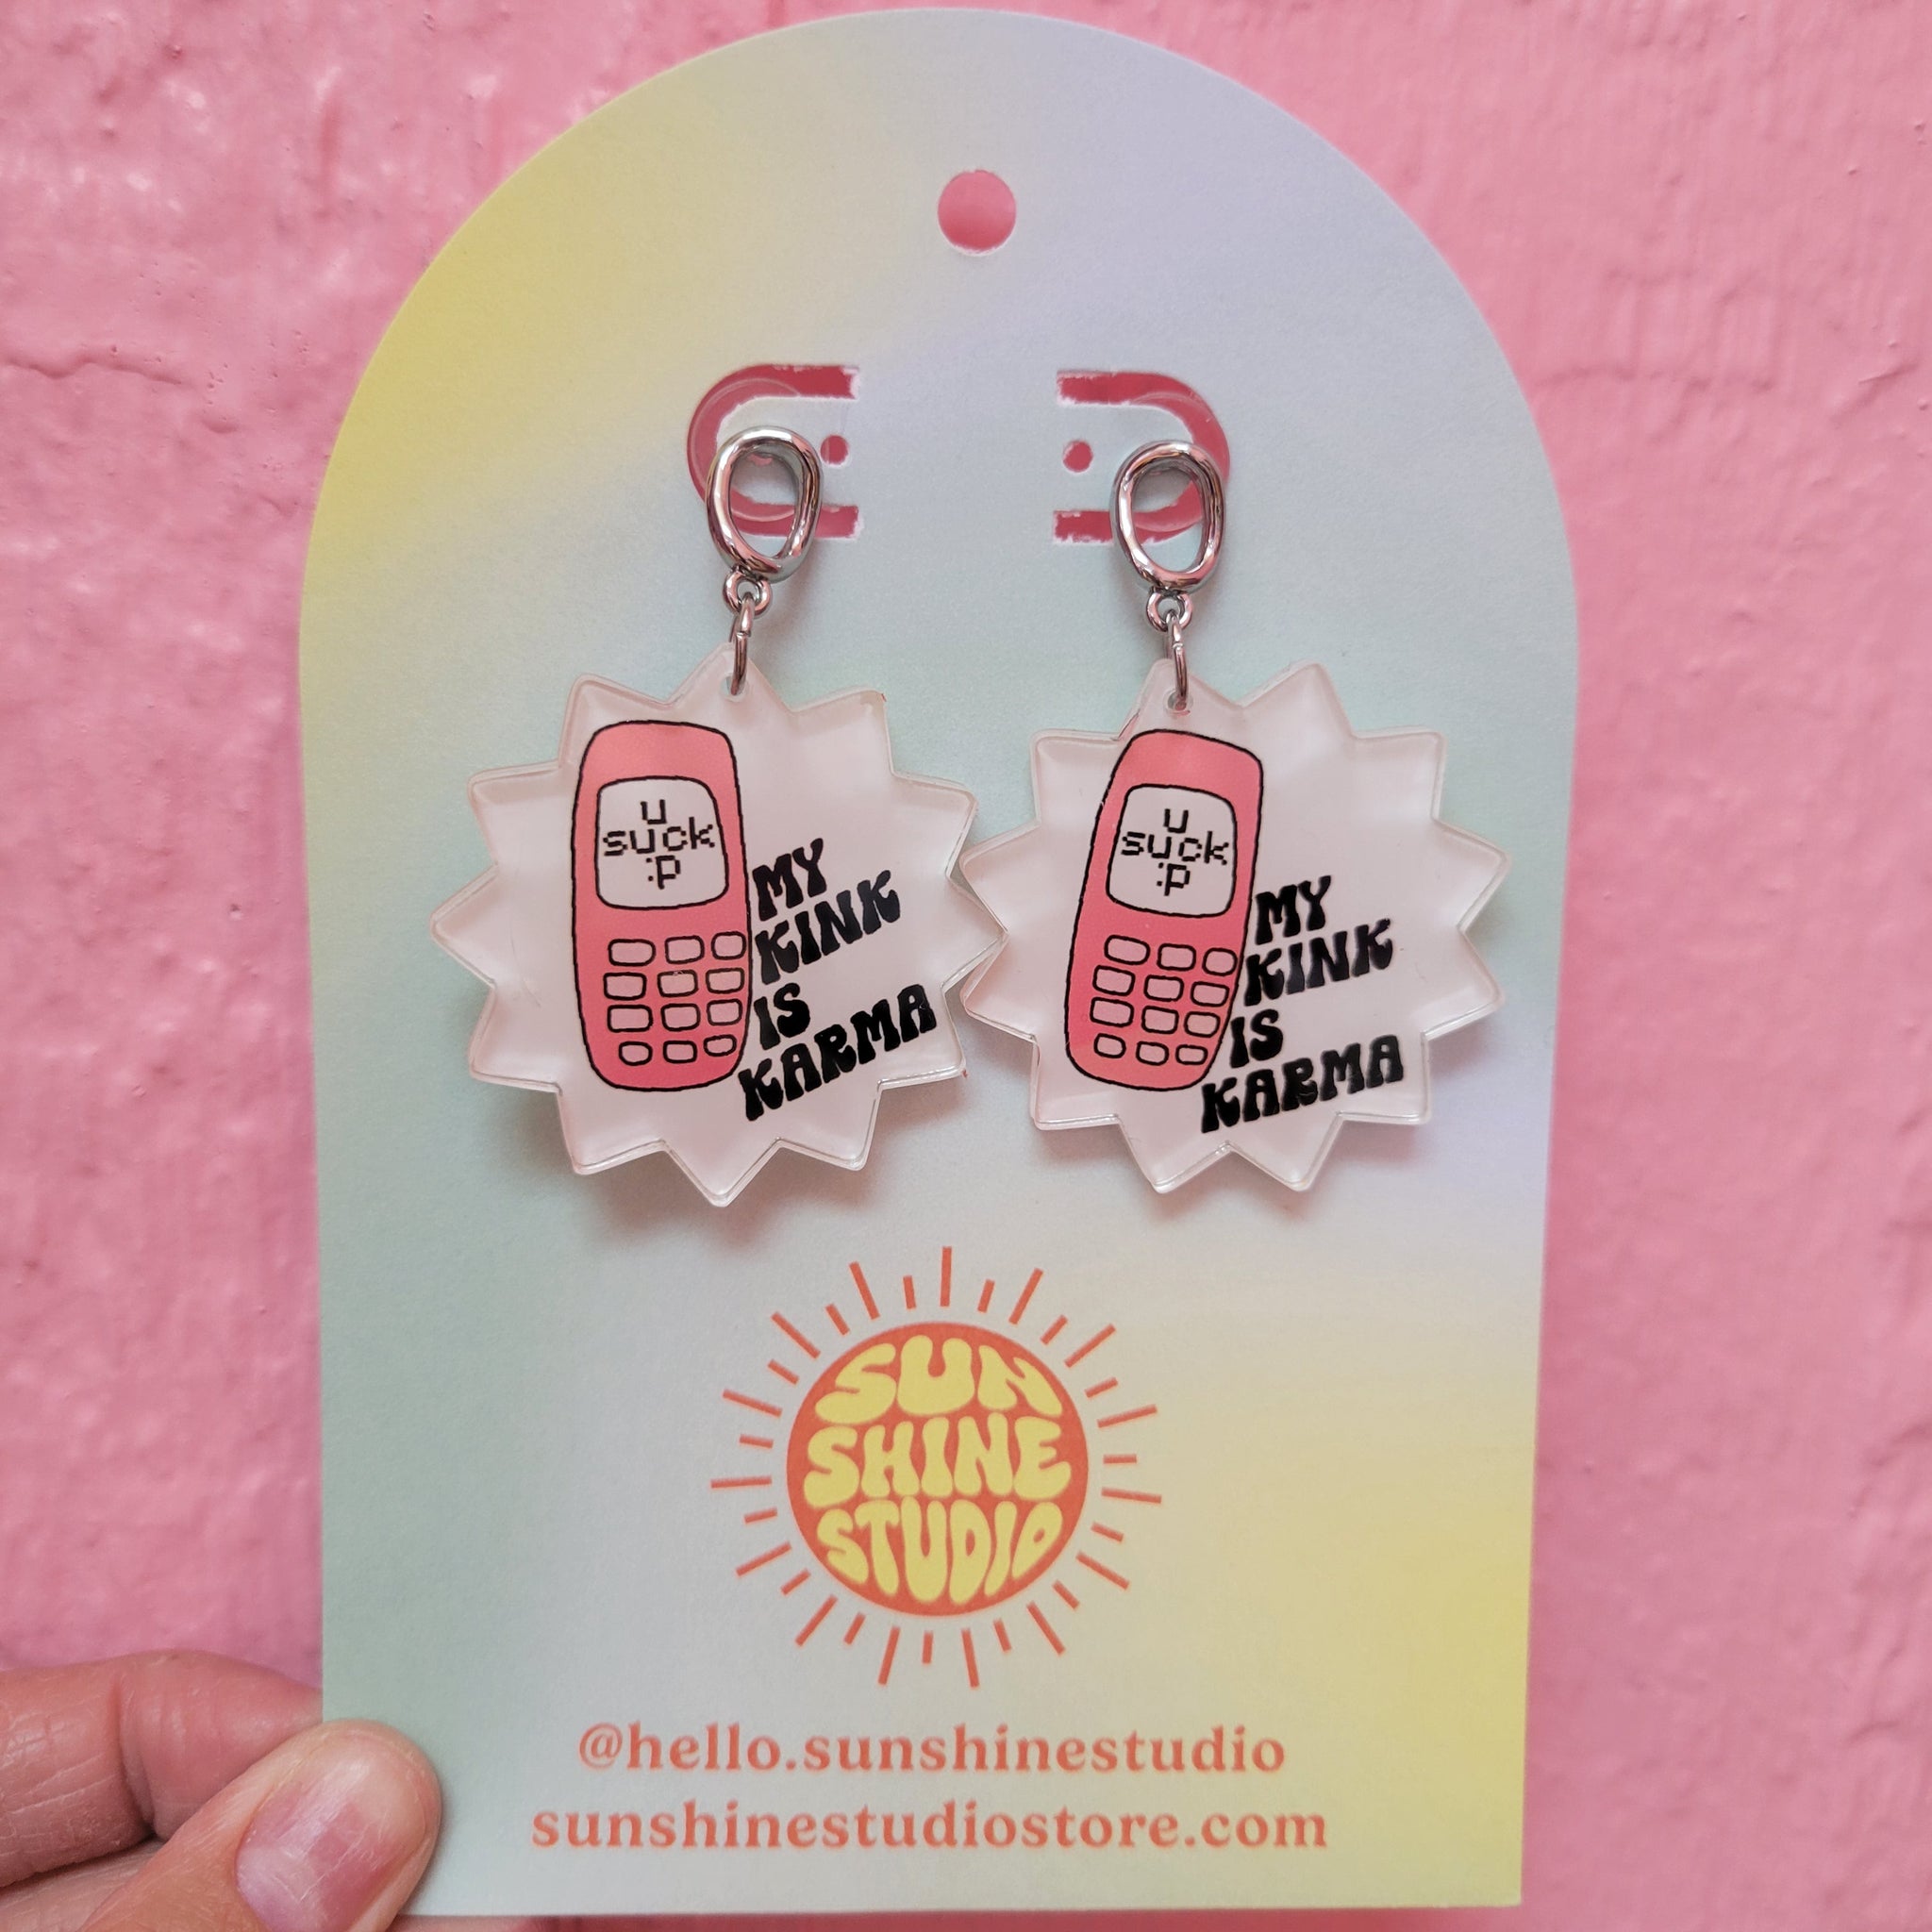 u
suck
:p
MY
KINK
IS
KARMA
u
suck
:p
MY
KINK
IS
KARMA
SUN
SHINE
STUDIO
@hello.sunshinestudio
sunshinestudiostore.com